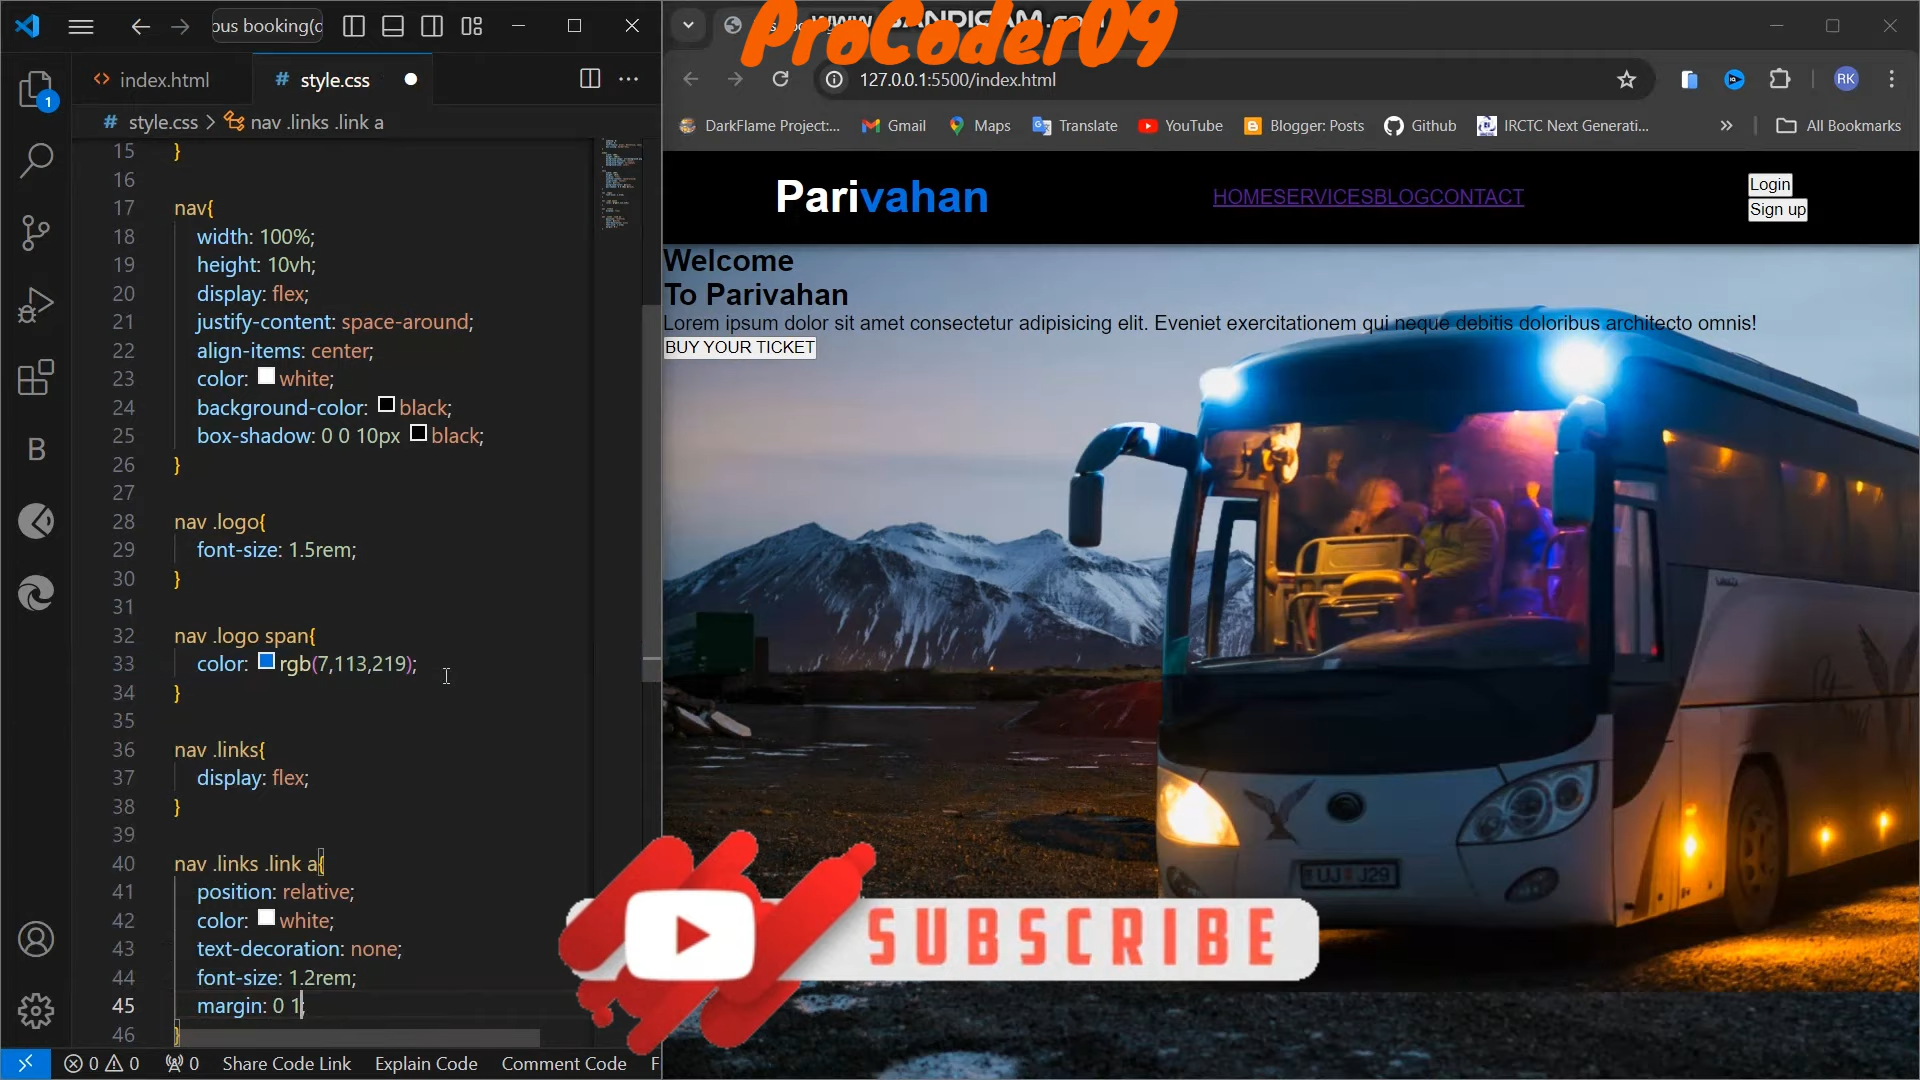 ous booking(c
index.html
# style.css
# style.css > nav .links .link a
15 }
16
17 nav{
18 width: 100%;
19 height: 10vh;
20 display: flex;
21 justify-content: space-around;
22 align-items: center;
23 color: white;
24 background-color: black;
25 box-shadow: 0 0 10px black;
26 }
27
28 nav .logo{
29 font-size: 1.5rem;
30 }
31
32 nav .logo span{
33 color: rgb(7,113,219);
34 }
35
36 nav .links{
37 display: flex;
38 }
39
40 nav .links .link a{
41 position: relative;
42 color: white;
43 text-decoration: none;
44 font-size: 1.2rem;
45 margin: 0 1;
46 }
1
B
0 0 0 Share Code Link Explain Code Comment Code F
ProCoder09
127.0.0.1:5500/index.html
RK
DarkFlame Project:... Gmail Maps Translate YouTube Blogger: Posts Github IRCTC Next Generati... » All Bookmarks
Parivahan
HOMESERVICESBLOGCONTACT
Login
Sign up
Welcome
To Parivahan
Lorem ipsum dolor sit amet consectetur adipisicing elit. Eveniet exercitationem qui neque debitis doloribus architecto omnis!
BUY YOUR TICKET
SUBSCRIBE